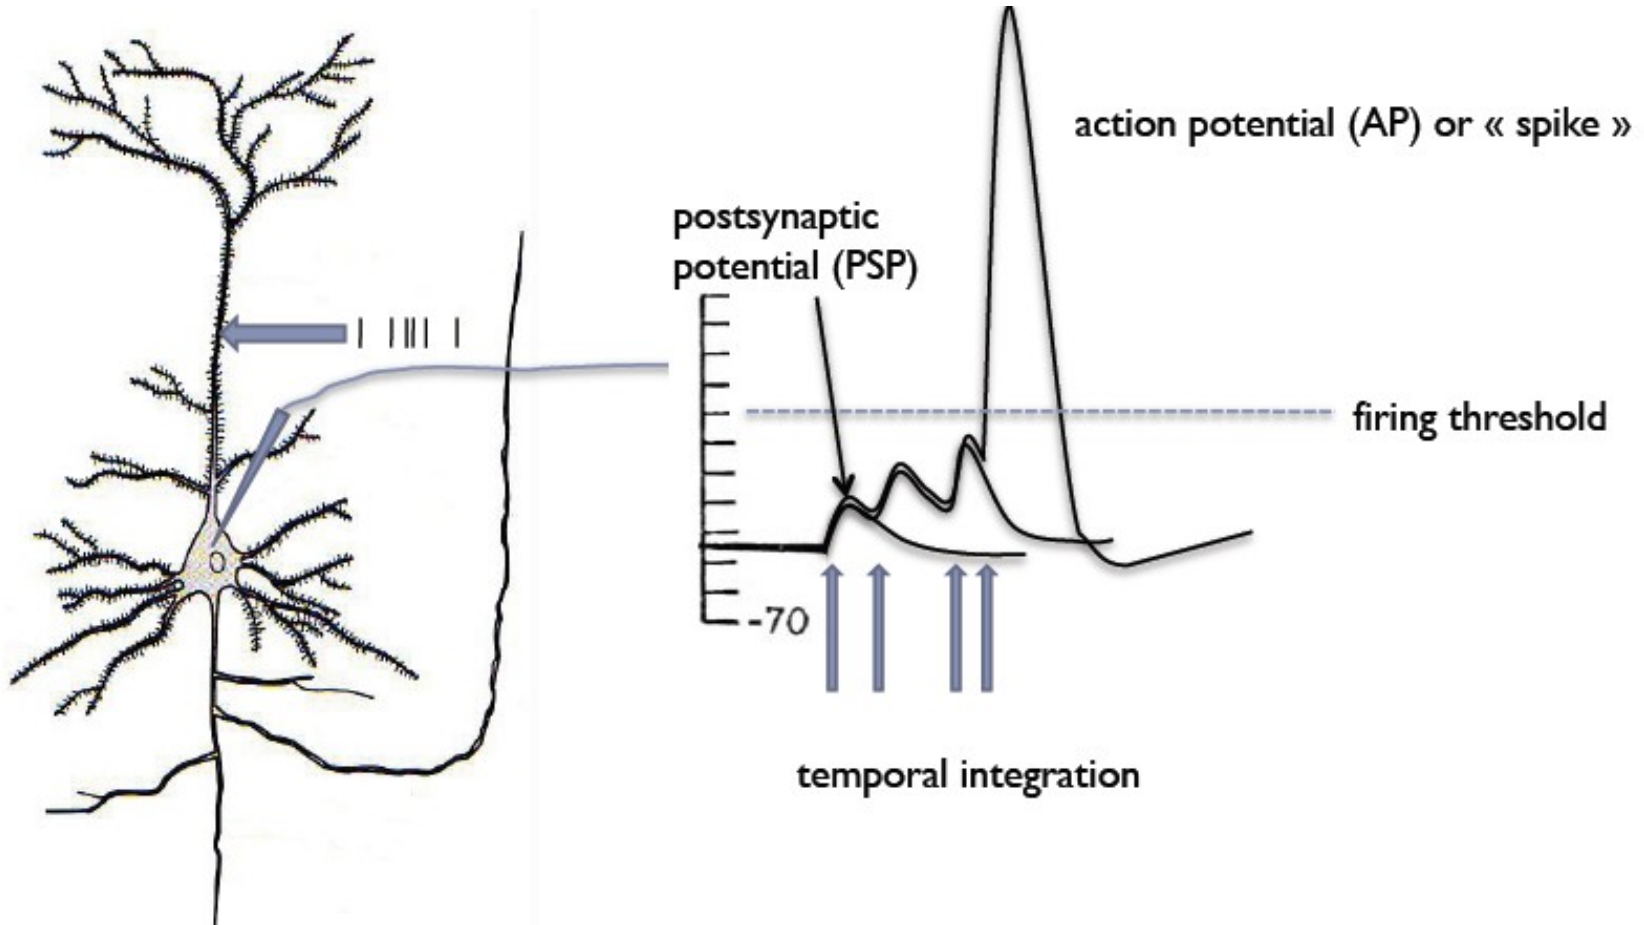 action potential (AP) or « spike »
postsynaptic
potential (PSP)
firing threshold
-70
temporal integration